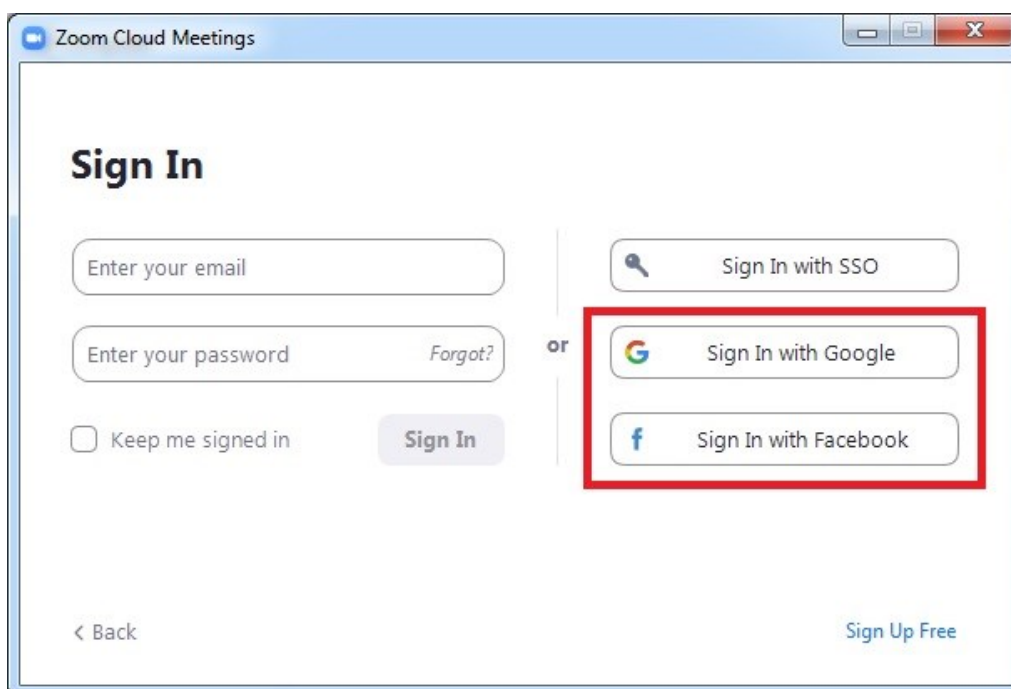 Zoom Cloud Meetings
Sign In
Enter your email
Enter your password
Forgot?
Keep me signed in
Sign In
or
Sign In with SSO
Sign In with Google
Sign In with Facebook
< Back
Sign Up Free